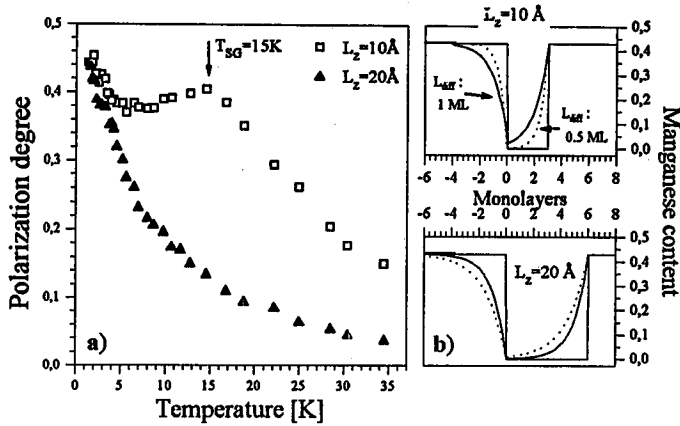 0,5
0,4
0,3
0,2
0,1
0,0
Polarization degree
T_SG=15K
L_z=10Å
L_z=20Å
a)
0 5 10 15 20 25 30 35
Temperature [K]
L_z=10 Å
L_diff :
1 ML
L_diff :
0.5 ML
0,5
0,4
0,3
0,2
0,1
0,0
-6 -4 -2 0 2 4 6 8
Monolayers
-6 -4 -2 0 2 4 6 8
L_z=20 Å
b)
0,5
0,4
0,3
0,2
0,1
0,0
Manganese content